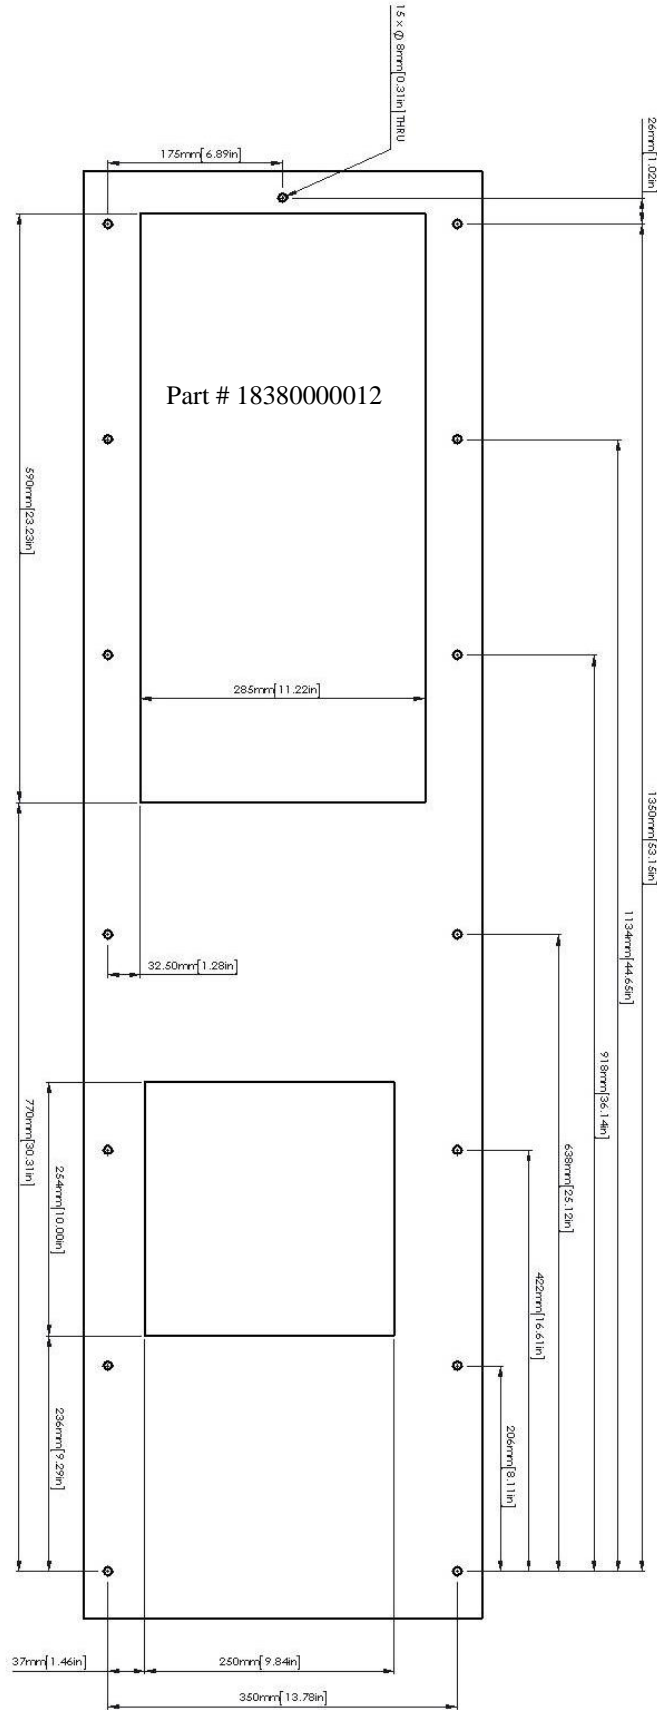 15 × Ø 8mm[0.31in] THRU
26mm[1.02in]
175mm[6.89in]
Part # 18380000012
590mm[23.23in]
285mm[11.22in]
1350mm[53.15in]
1134mm[44.65in]
32.50mm[1.28in]
918mm[36.14in]
770mm[30.31in]
638mm[25.12in]
254mm[10.00in]
422mm[16.61in]
206mm[8.11in]
236mm[9.29in]
37mm[1.46in]
250mm[9.84in]
350mm[13.78in]